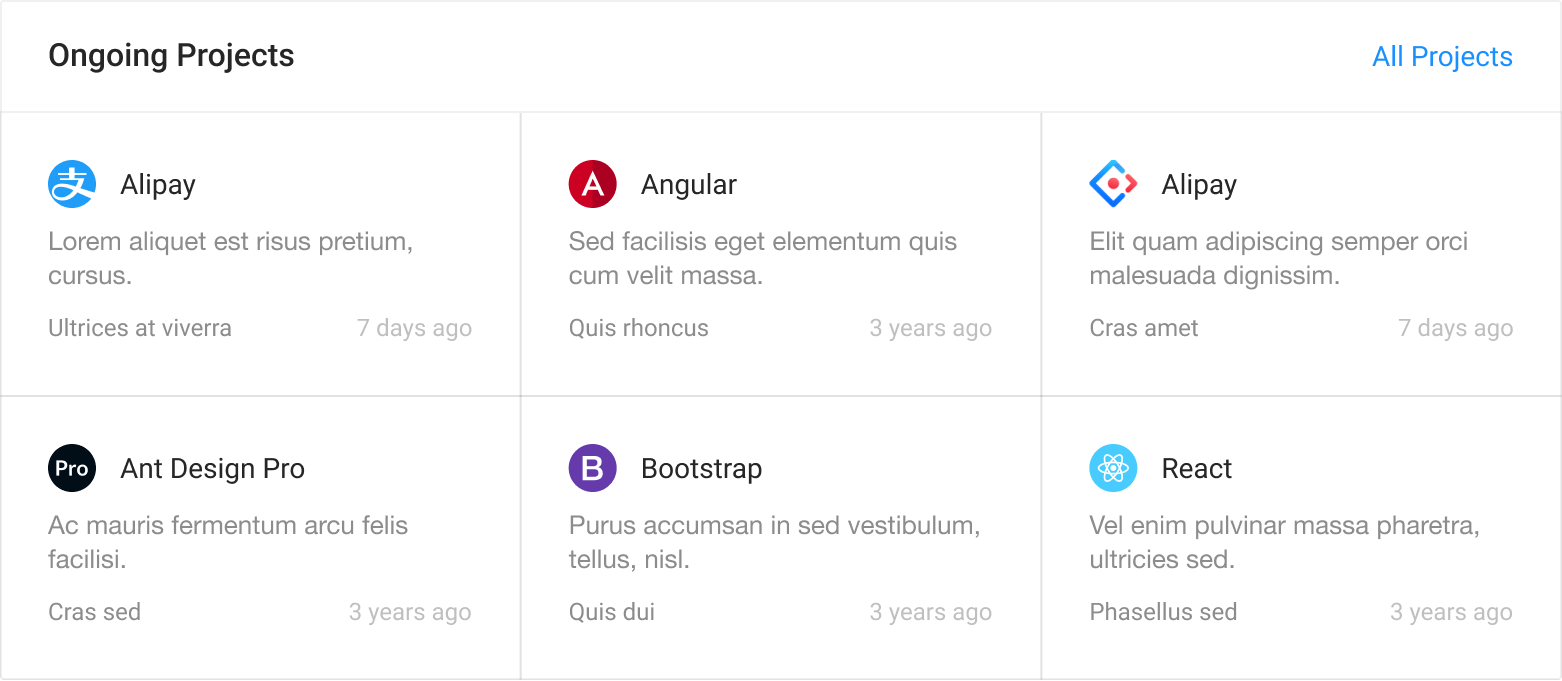 Ongoing Projects
All Projects
支 Alipay
Lorem aliquet est risus pretium,
cursus.
Ultrices at viverra 7 days ago
A Angular
Sed facilisis eget elementum quis
cum velit massa.
Quis rhoncus 3 years ago
Alipay
Elit quam adipiscing semper orci
malesuada dignissim.
Cras amet 7 days ago
Pro Ant Design Pro
Ac mauris fermentum arcu felis
facilisi.
Cras sed 3 years ago
B Bootstrap
Purus accumsan in sed vestibulum,
tellus, nisl.
Quis dui 3 years ago
React
Vel enim pulvinar massa pharetra,
ultricies sed.
Phasellus sed 3 years ago